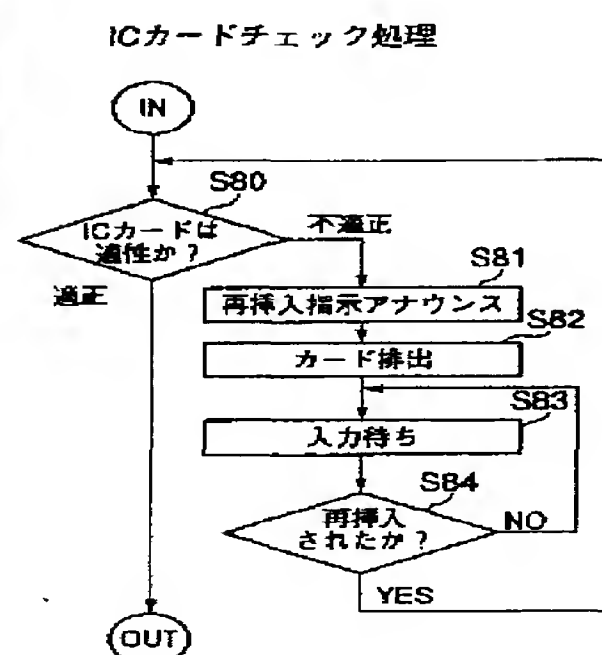 ICカードチェック処理
IN
S80
ICカードは
適性か?
不適正
適正
S81
再挿入指示アナウンス
S82
カード排出
S83
入力待ち
S84
再挿入
されたか?
NO
YES
OUT